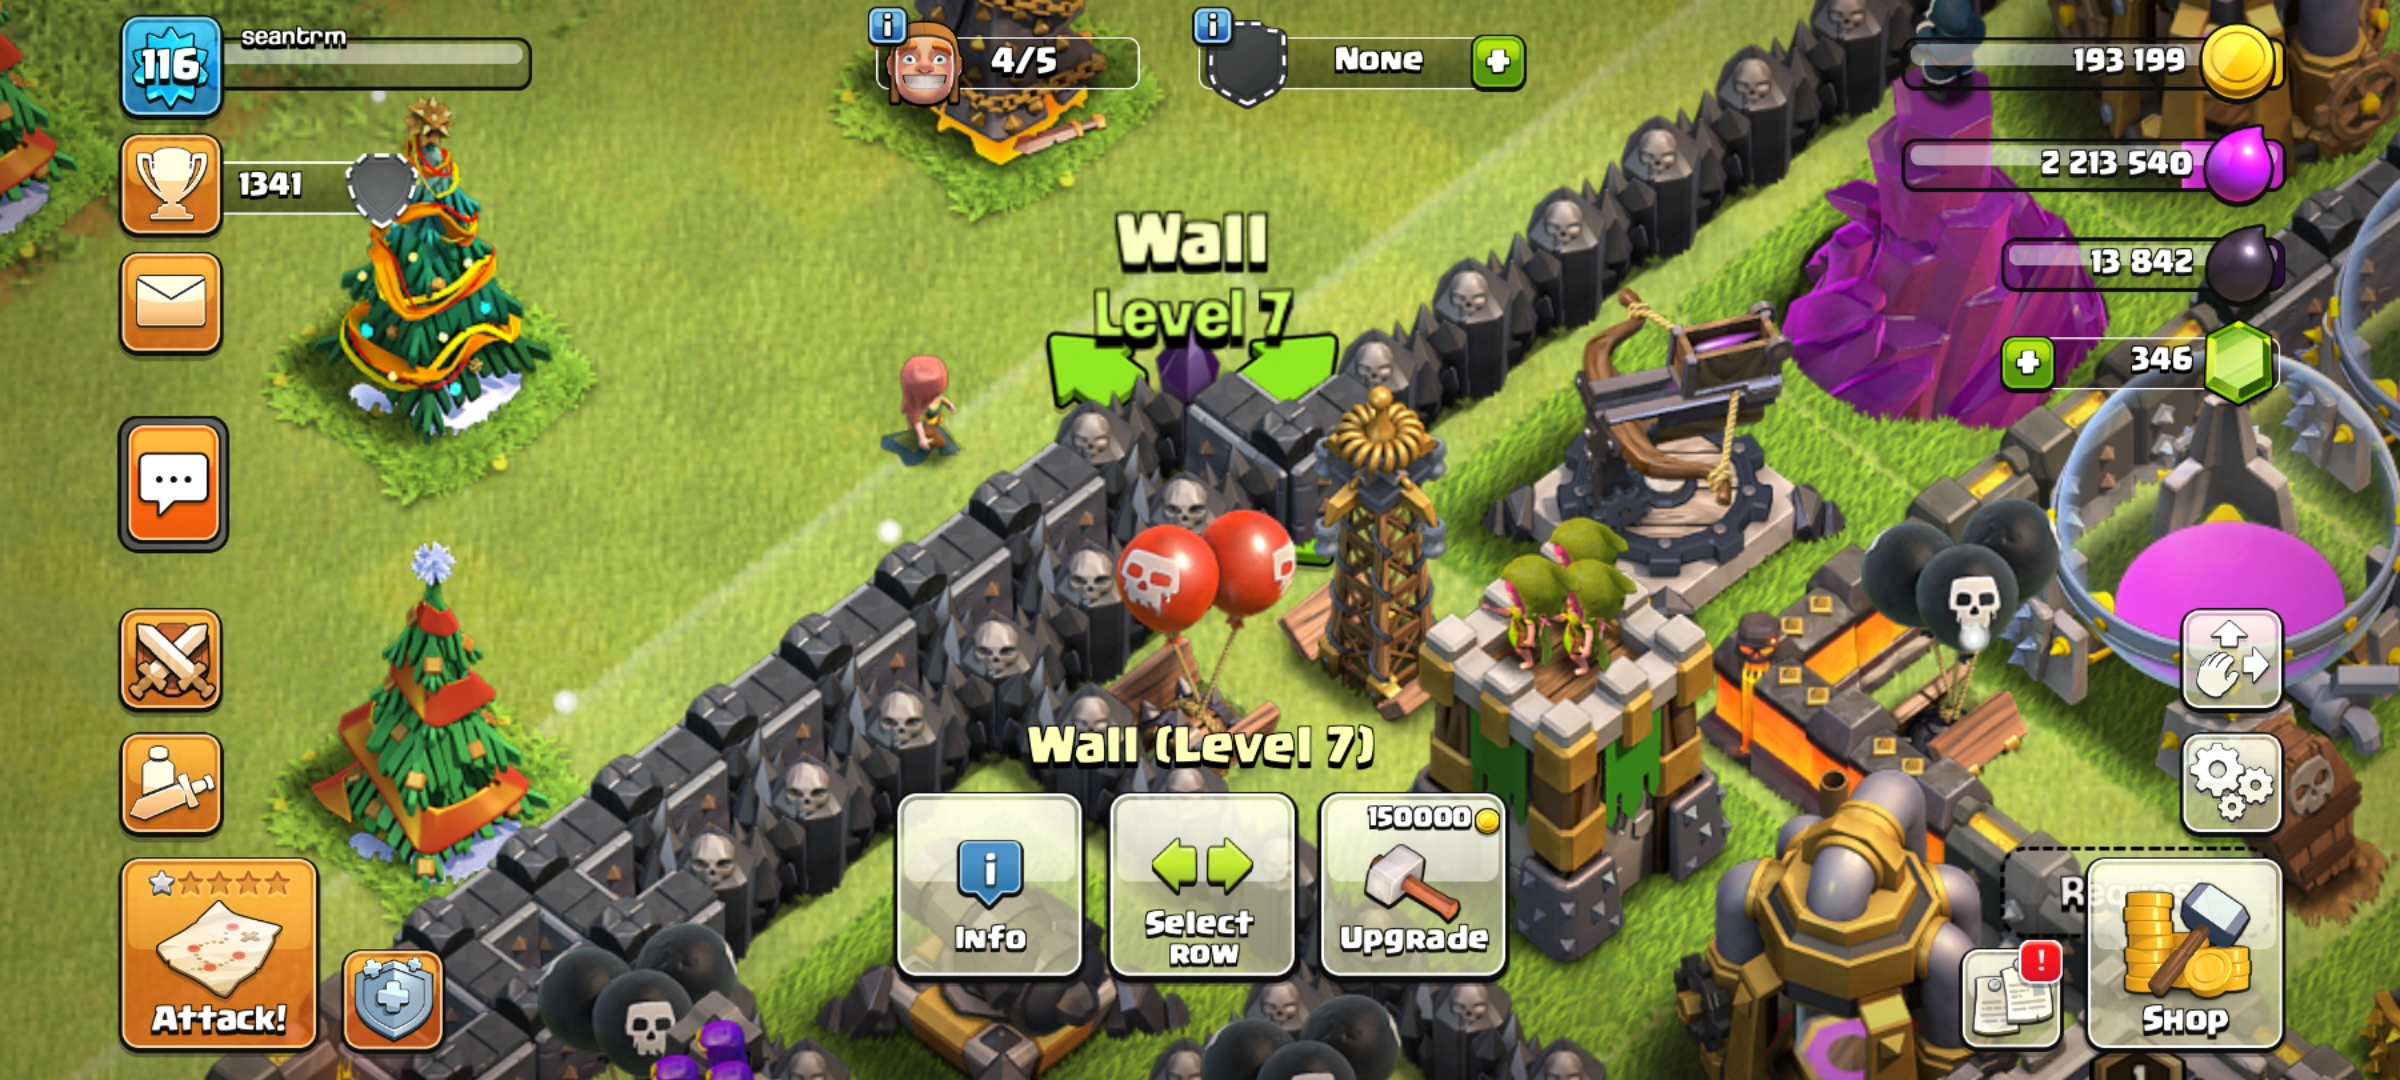 116
seantrm
4/5
None
193 199
1341
2 213 540
13 842
346
Wall
Level 7
Wall (Level 7)
Info
Select
Row
150000
Upgrade
Attack!
!
Shop